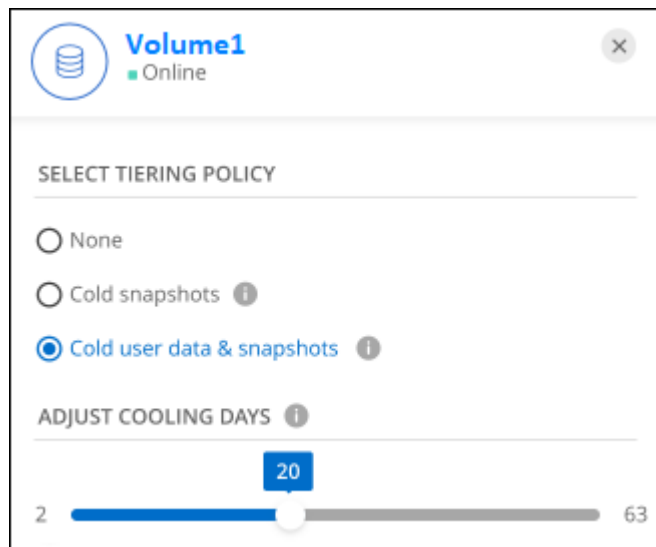 Volume1
Online
SELECT TIERING POLICY
None
Cold snapshots
Cold user data & snapshots
ADJUST COOLING DAYS
20
2 63